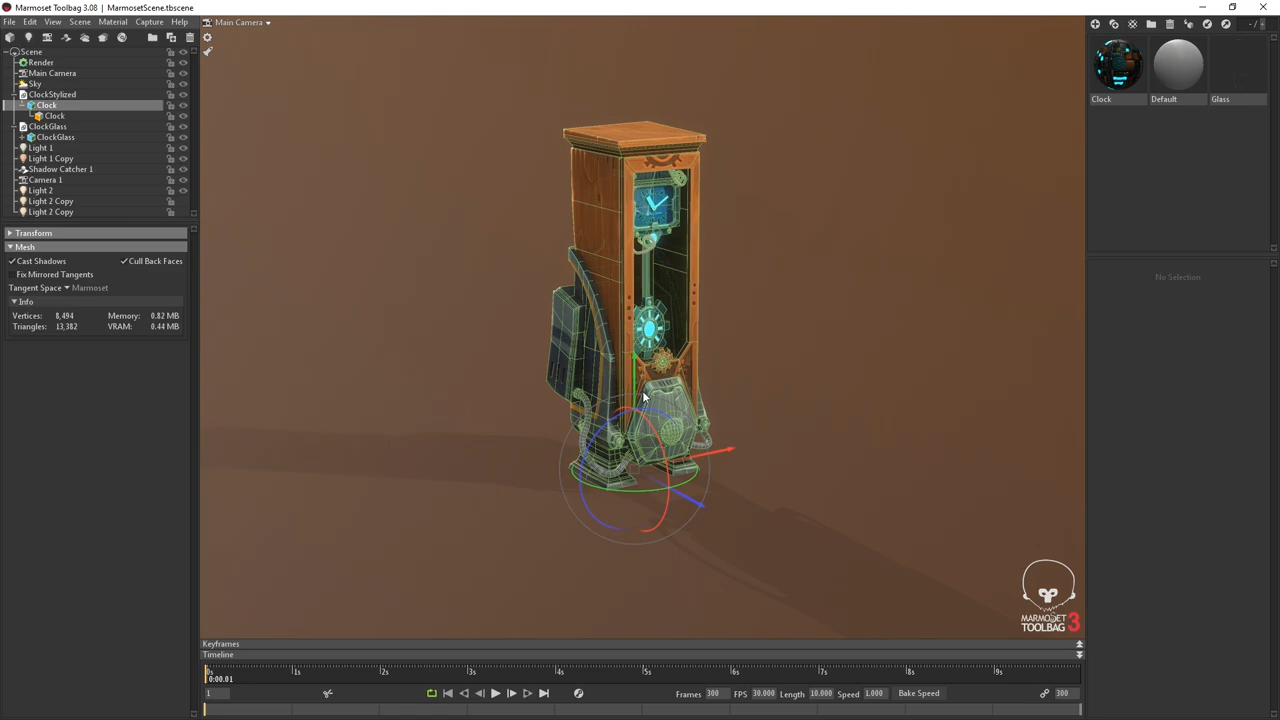 Marmoset Toolbag 3.08 | MarmosetScene.tbscene
File Edit View Scene Material Capture Help
Main Camera
Scene
Render
Main Camera
Sky
ClockStylized
Clock
Clock
ClockGlass
ClockGlass
Light 1
Light 1 Copy
Shadow Catcher 1
Camera 1
Light 2
Light 2 Copy
Light 2 Copy
Transform
Mesh
Cast Shadows Cull Back Faces
Fix Mirrored Tangents
Tangent Space Marmoset
Info
Vertices: 8,494 Memory: 0.82 MB
Triangles: 13,382 VRAM: 0.44 MB
Clock Default Glass
No Selection
MARMOSET
TOOLBAG 3
Keyframes
Timeline
0s 1s 2s 3s 4s 5s 6s 7s 8s 9s
0:00.01
1 Frames 300 FPS 30.000 Length 10.000 Speed 1.000 Bake Speed 300